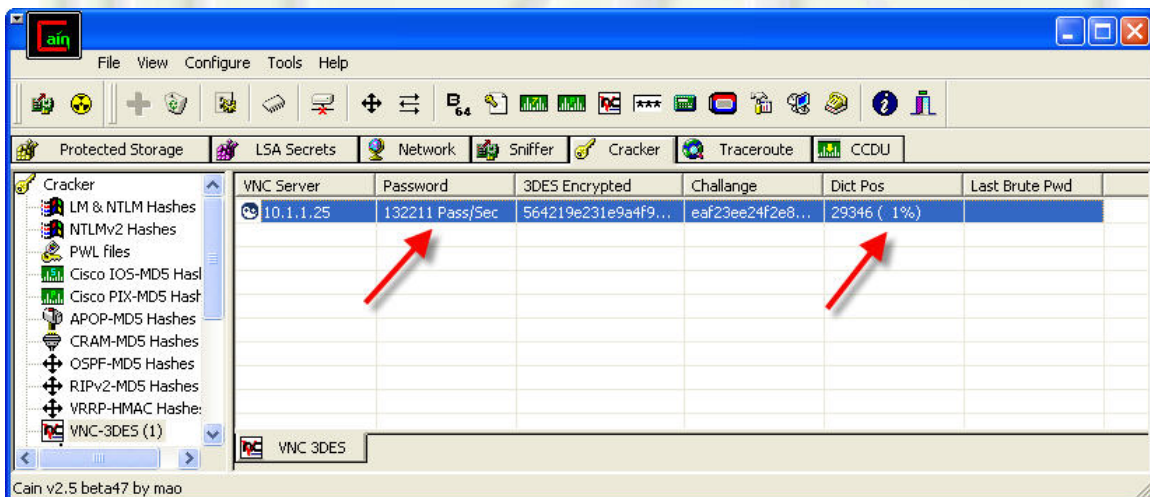 aín
File View Configure Tools Help
B64
***
Protected Storage LSA Secrets Network Sniffer Cracker Traceroute CCDU
Cracker
LM & NTLM Hashes
NTLMv2 Hashes
PWL files
Cisco IOS-MD5 Hasl
Cisco PIX-MD5 Hash
APOP-MD5 Hashes
CRAM-MD5 Hashes
OSPF-MD5 Hashes
RIPv2-MD5 Hashes
VRRP-HMAC Hashe:
VNC-3DES (1)
VNC Server Password 3DES Encrypted Challange Dict Pos Last Brute Pwd
10.1.1.25 132211 Pass/Sec 564219e231e9a4f9... eaf23ee24f2e8... 29346 ( 1%)
VNC 3DES
Cain v2.5 beta47 by mao